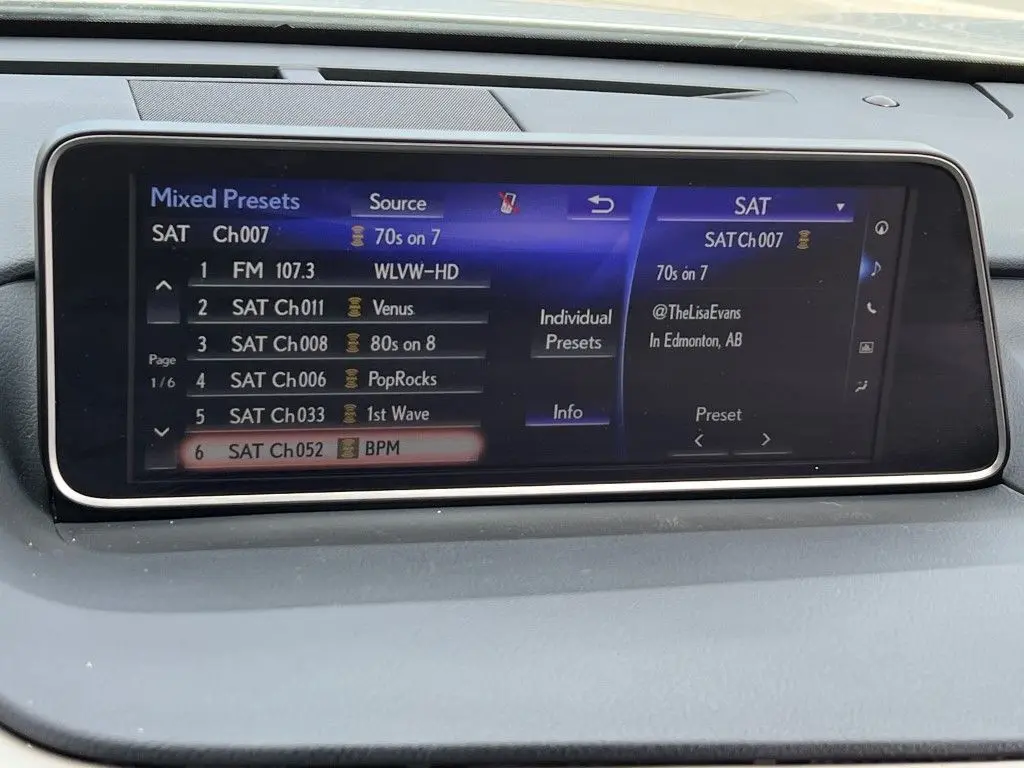 Mixed Presets Source SAT
SAT Ch007 70s on 7
SAT Ch007
1 FM 107.3 WLVW-HD
70s on 7
2 SAT Ch011 Venus
Individual
Presets
@TheLisaEvans
In Edmonton, AB
3 SAT Ch008 80s on 8
Page
1/6
4 SAT Ch006 PopRocks
5 SAT Ch033 1st Wave
Info
Preset
6 SAT Ch052 BPM